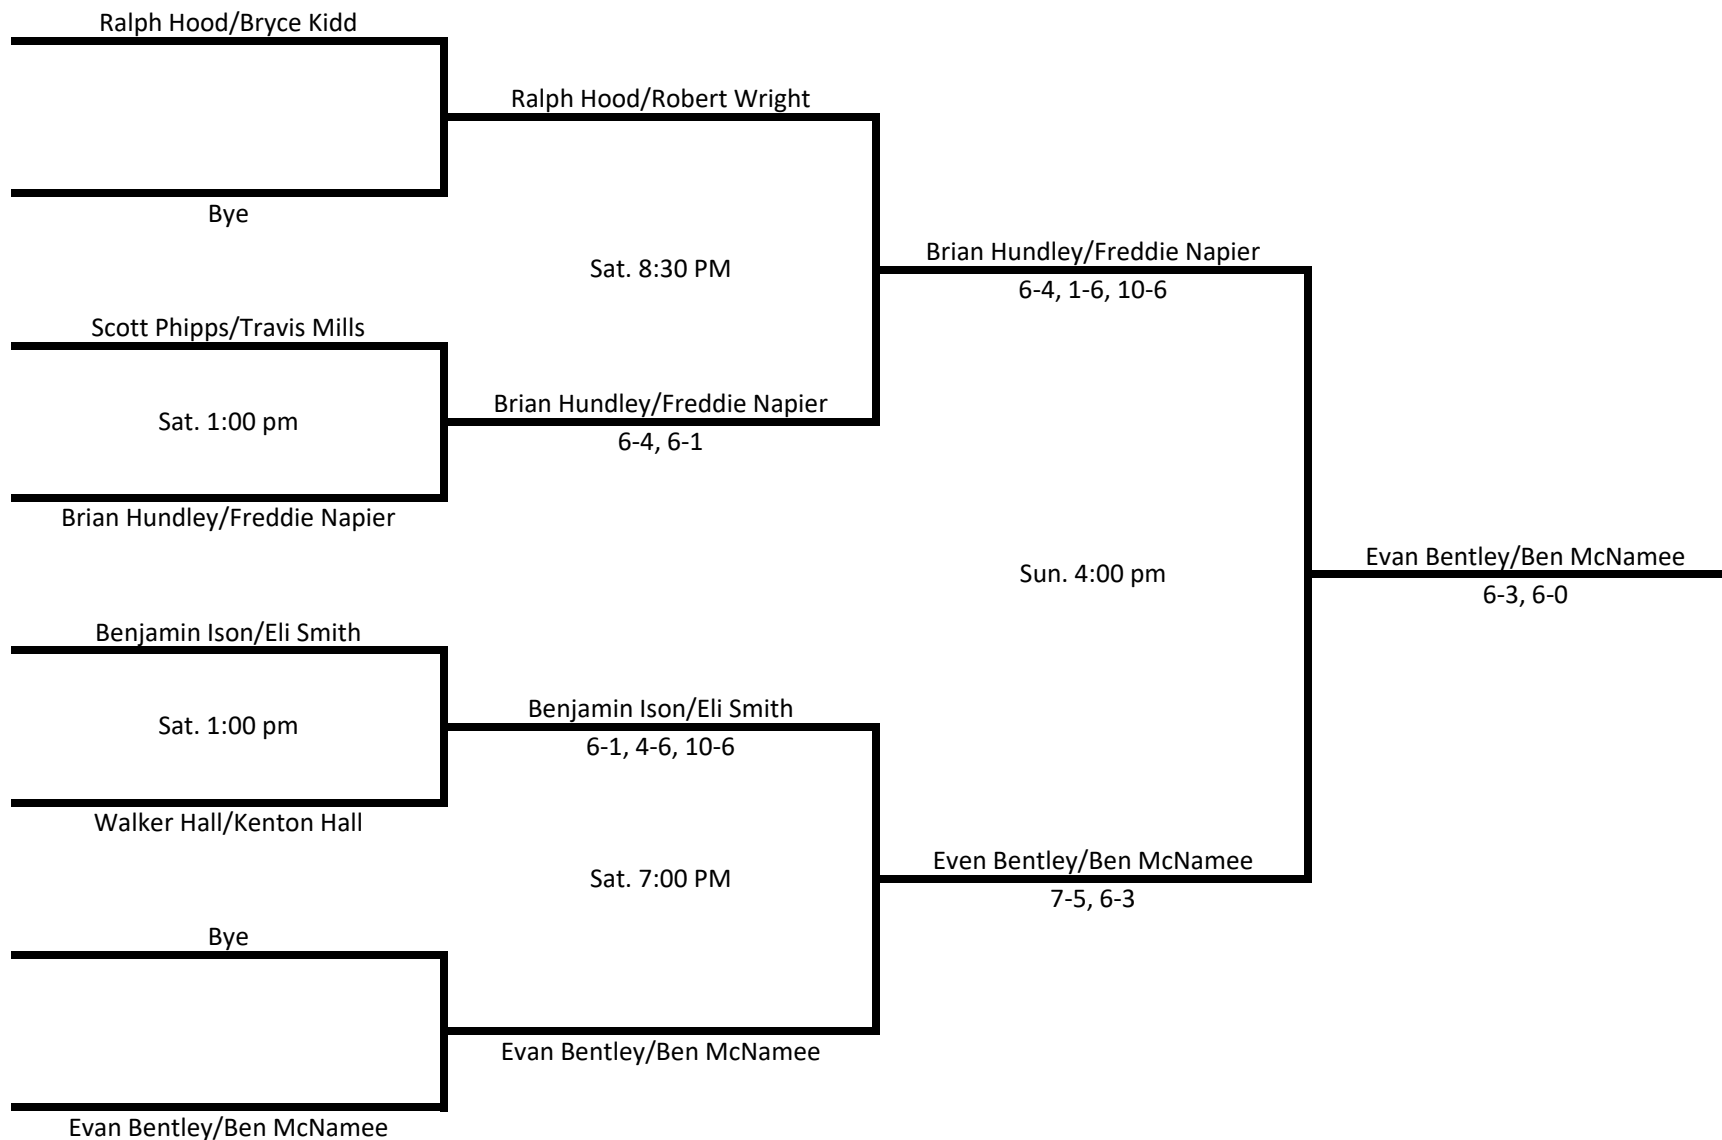 Ralph Hood/Bryce Kidd
Ralph Hood/Robert Wright
Bye
Sat. 8:30 PM
Brian Hundley/Freddie Napier
6-4, 1-6, 10-6
Scott Phipps/Travis Mills
Sat. 1:00 pm
Brian Hundley/Freddie Napier
6-4, 6-1
Brian Hundley/Freddie Napier
Sun. 4:00 pm
Evan Bentley/Ben McNamee
6-3, 6-0
Benjamin Ison/Eli Smith
Sat. 1:00 pm
Benjamin Ison/Eli Smith
6-1, 4-6, 10-6
Walker Hall/Kenton Hall
Sat. 7:00 PM
Even Bentley/Ben McNamee
7-5, 6-3
Bye
Evan Bentley/Ben McNamee
Evan Bentley/Ben McNamee